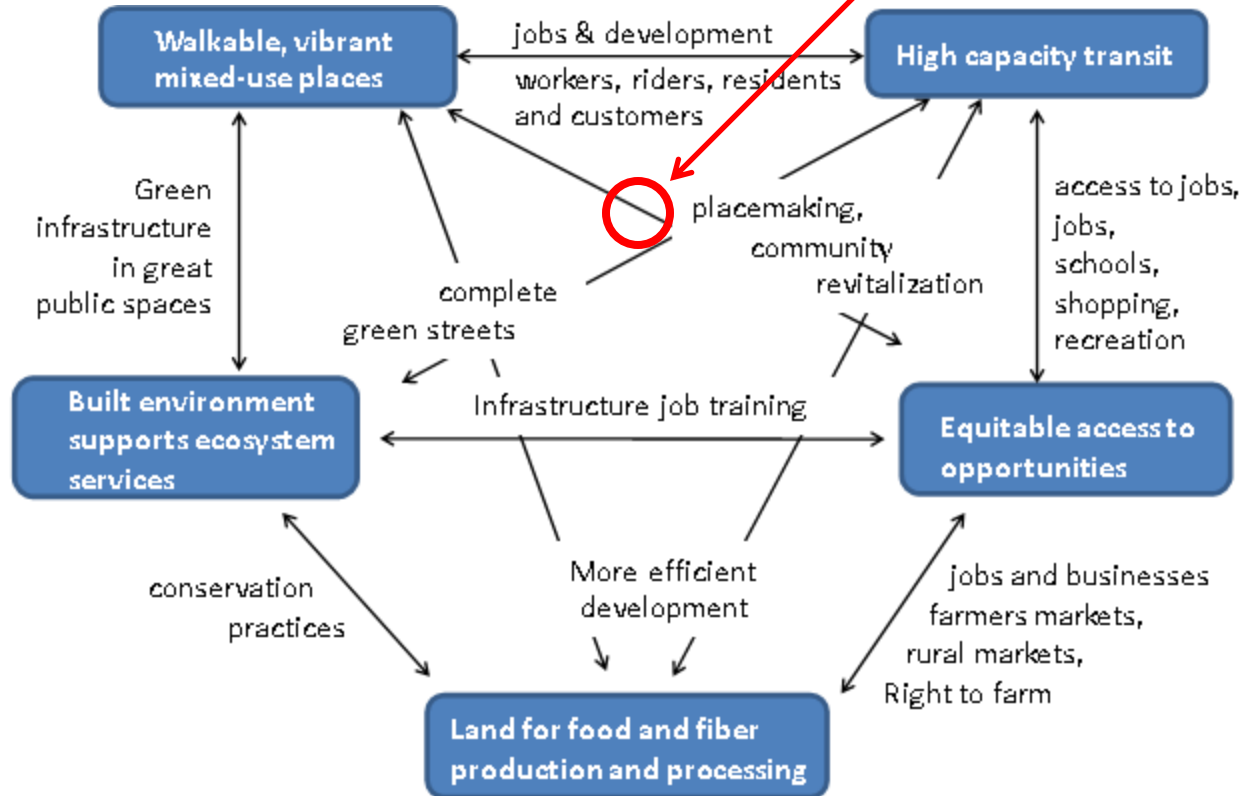 Walkable, vibrant
mixed-use places
jobs & development
workers, riders, residents
and customers
High capacity transit
Green
infrastructure
in great
public spaces
placemaking,
community
revitalization
access to jobs,
jobs,
schools,
shopping,
recreation
complete
green streets
Built environment
supports ecosystem
services
Infrastructure job training
Equitable access to
opportunities
conservation
practices
More efficient
development
jobs and businesses
farmers markets,
rural markets,
Right to farm
Land for food and fiber
production and processing